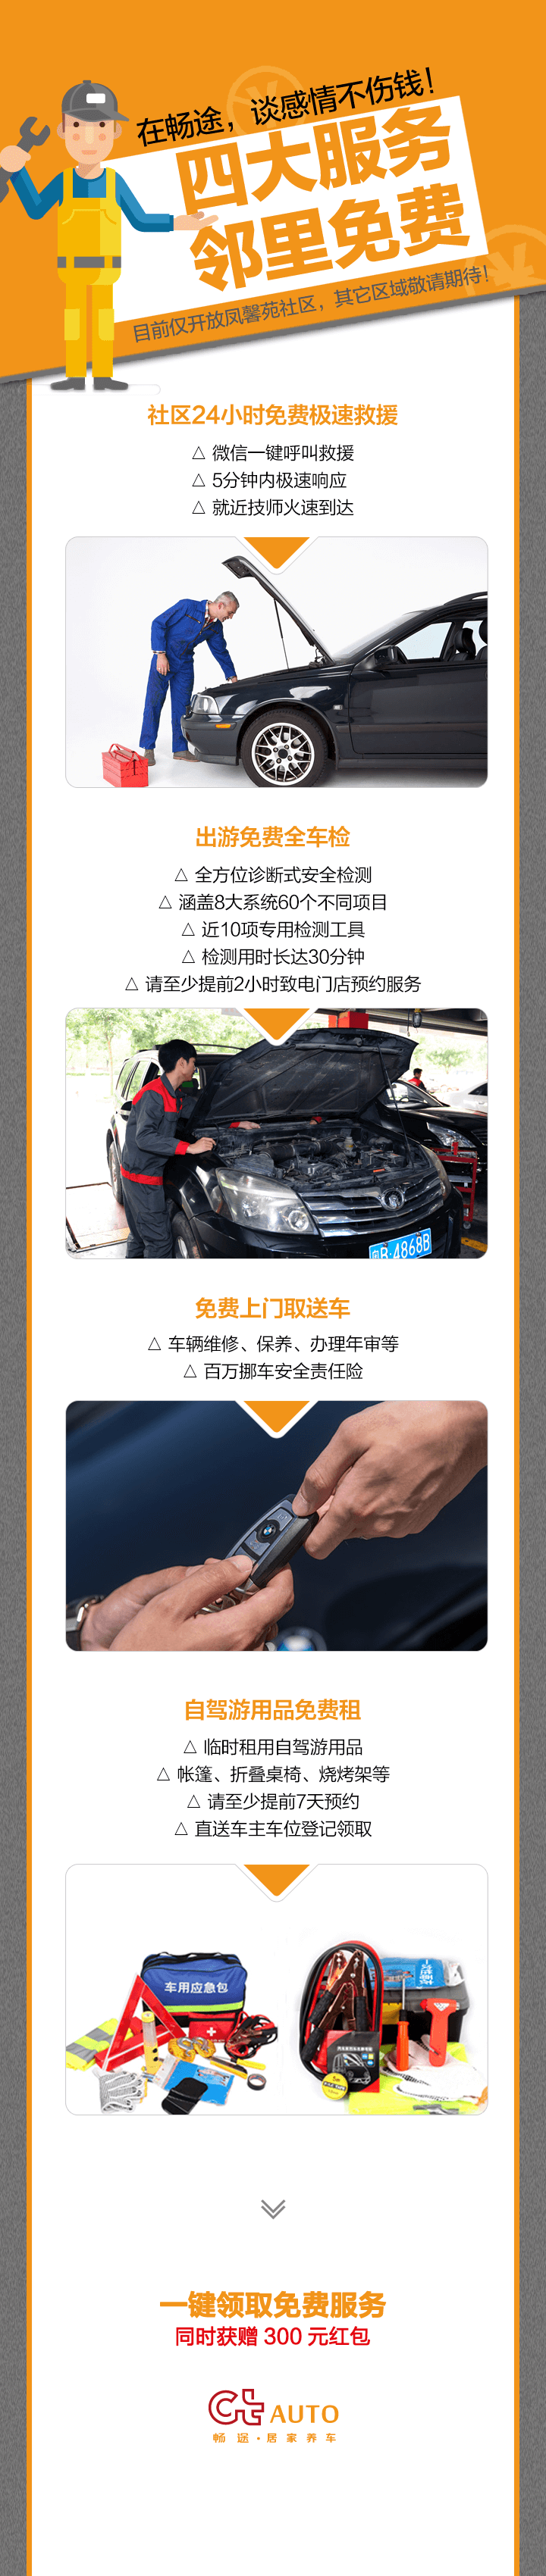 在畅途，谈感情不伤钱！
四大服务
邻里免费
目前仅开放凤馨苑社区，其它区域敬请期待！
社区24小时免费极速救援
△ 微信一键呼叫救援
△ 5分钟内极速响应
△ 就近技师火速到达
出游免费全车检
△ 全方位诊断式安全检测
△ 涵盖8大系统60个不同项目
△ 近10项专用检测工具
△ 检测用时长达30分钟
△ 请至少提前2小时致电门店预约服务
B·4868B
免费上门取送车
△ 车辆维修、保养、办理年审等
△ 百万挪车安全责任险
自驾游用品免费租
△ 临时租用自驾游用品
△ 帐篷、折叠桌椅、烧烤架等
△ 请至少提前7天预约
△ 直送车主车位登记领取
车用应急包
一键领取免费服务
同时获赠 300 元红包
Ct AUTO
畅途·居家养车